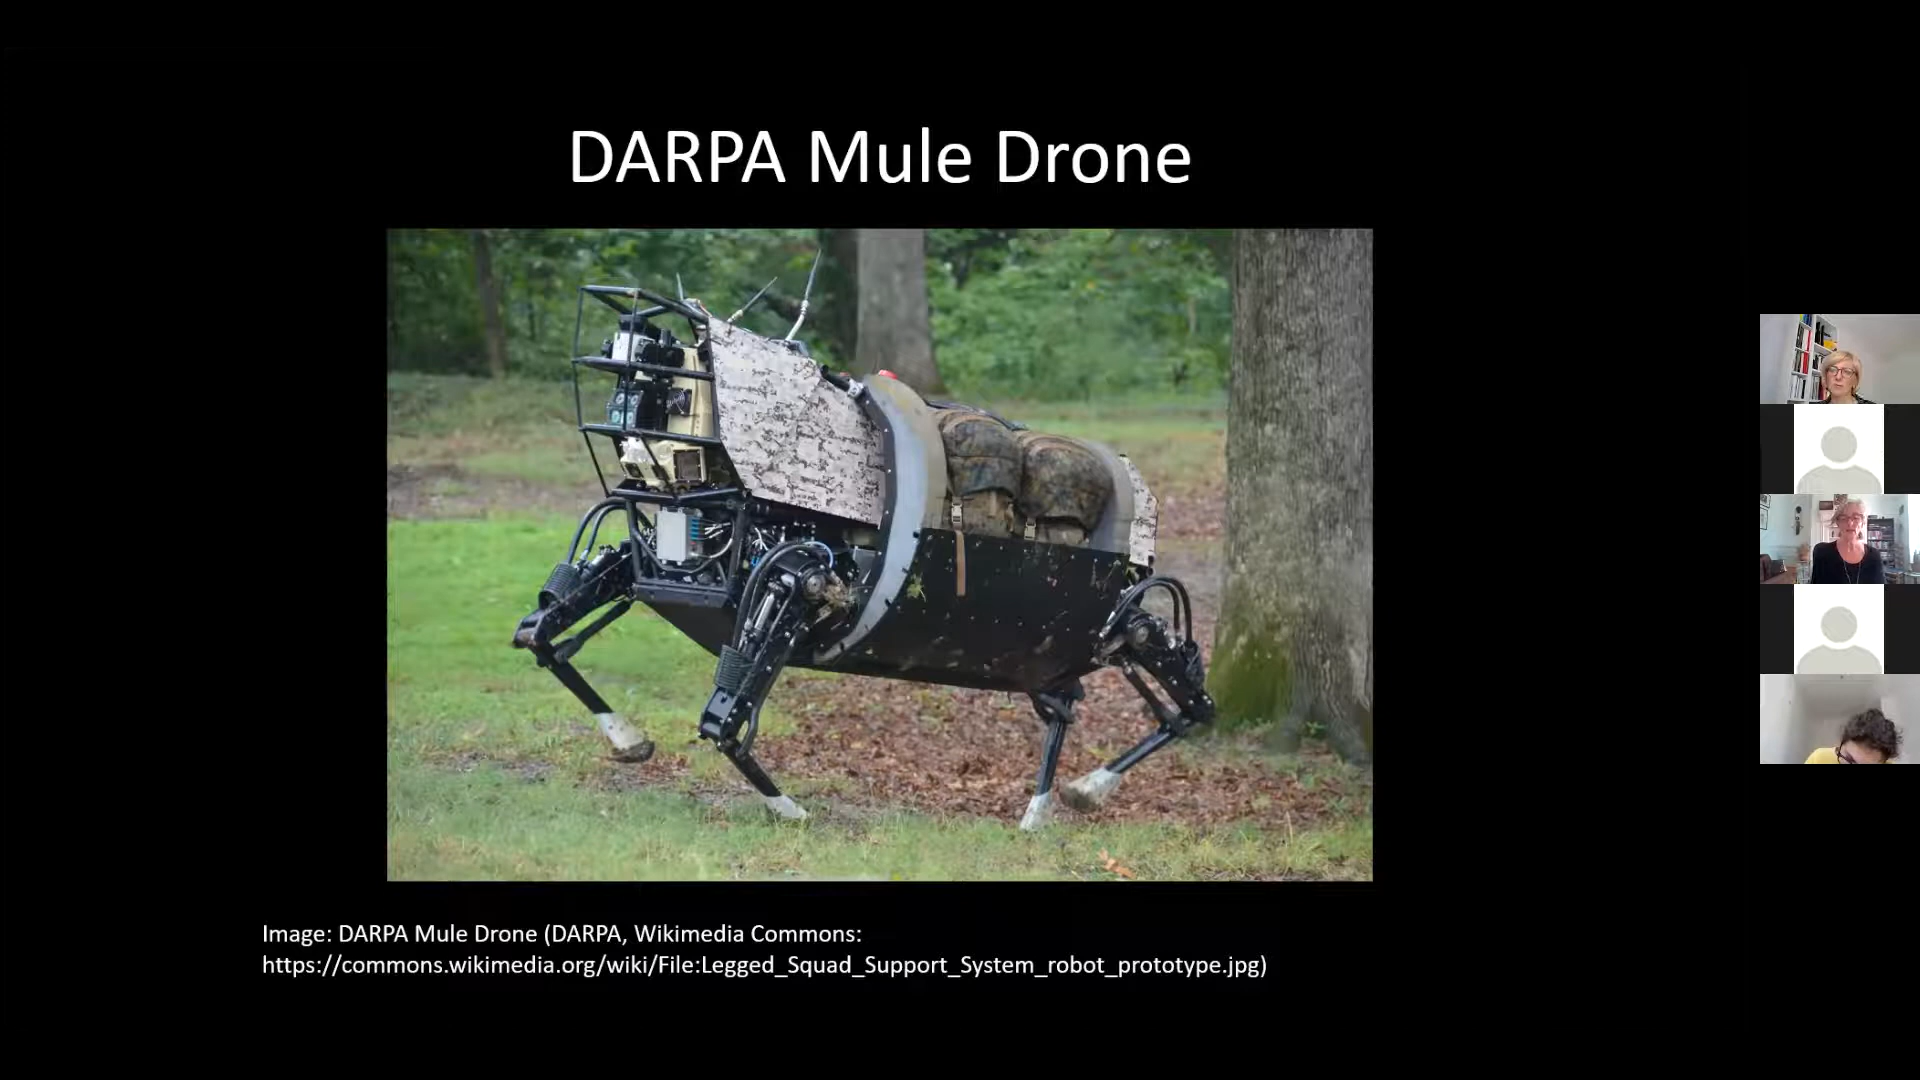 DARPA Mule Drone
Image: DARPA Mule Drone (DARPA, Wikimedia Commons:
https://commons.wikimedia.org/wiki/File:Legged_Squad_Support_System_robot_prototype.jpg)